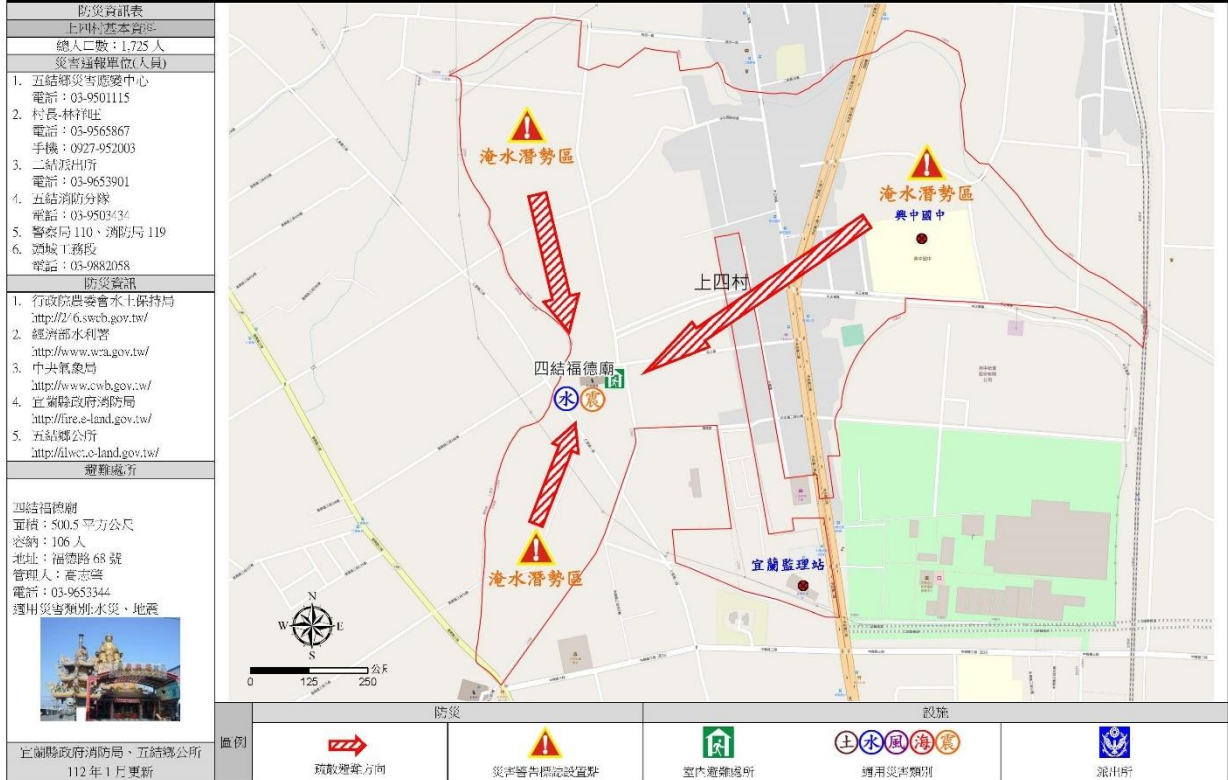 防災資訊表
上四村基本資料
總人口數：1,725 人
災害通報單位(人員)
1. 五結鄉災害應變中心
電話：03-9501115
2. 村長-林祥旺
電話：03-9565867
手機：0927-952003
3. 二結派出所
電話：03-9653901
4. 五結消防分隊
電話：03-9503434
5. 警察局 110、消防局 119
6. 頭城工務段
電話：03-9882058
防災資訊
1. 行政院農委會水土保持局
http://246.swcb.gov.tw/
2. 經濟部水利署
http://www.wra.gov.tw/
3. 中央氣象局
http://www.cwb.gov.tw/
4. 宜蘭縣政府消防局
http://fire.e-land.gov.tw/
5. 五結鄉公所
http://ilwct.e-land.gov.tw/
避難處所
四結福德廟
面積：500.5 平方公尺
容納：106 人
地址：福德路 68 號
電話：03-9653344
適用災害類別:水災、地震
宜蘭縣政府消防局、五結鄉公所
112 年 1 月更新
淹水潛勢區
淹水潛勢區
興中國中
興中國中
上四村
四結福德廟
水 震
淹水潛勢區
宜蘭監理站
N
W E
S
公尺
0 125 250
圖例
防災
設施
疏散避難方向
災害警告標誌設置點
室內避難處所
土水風海震
適用災害類別
派出所